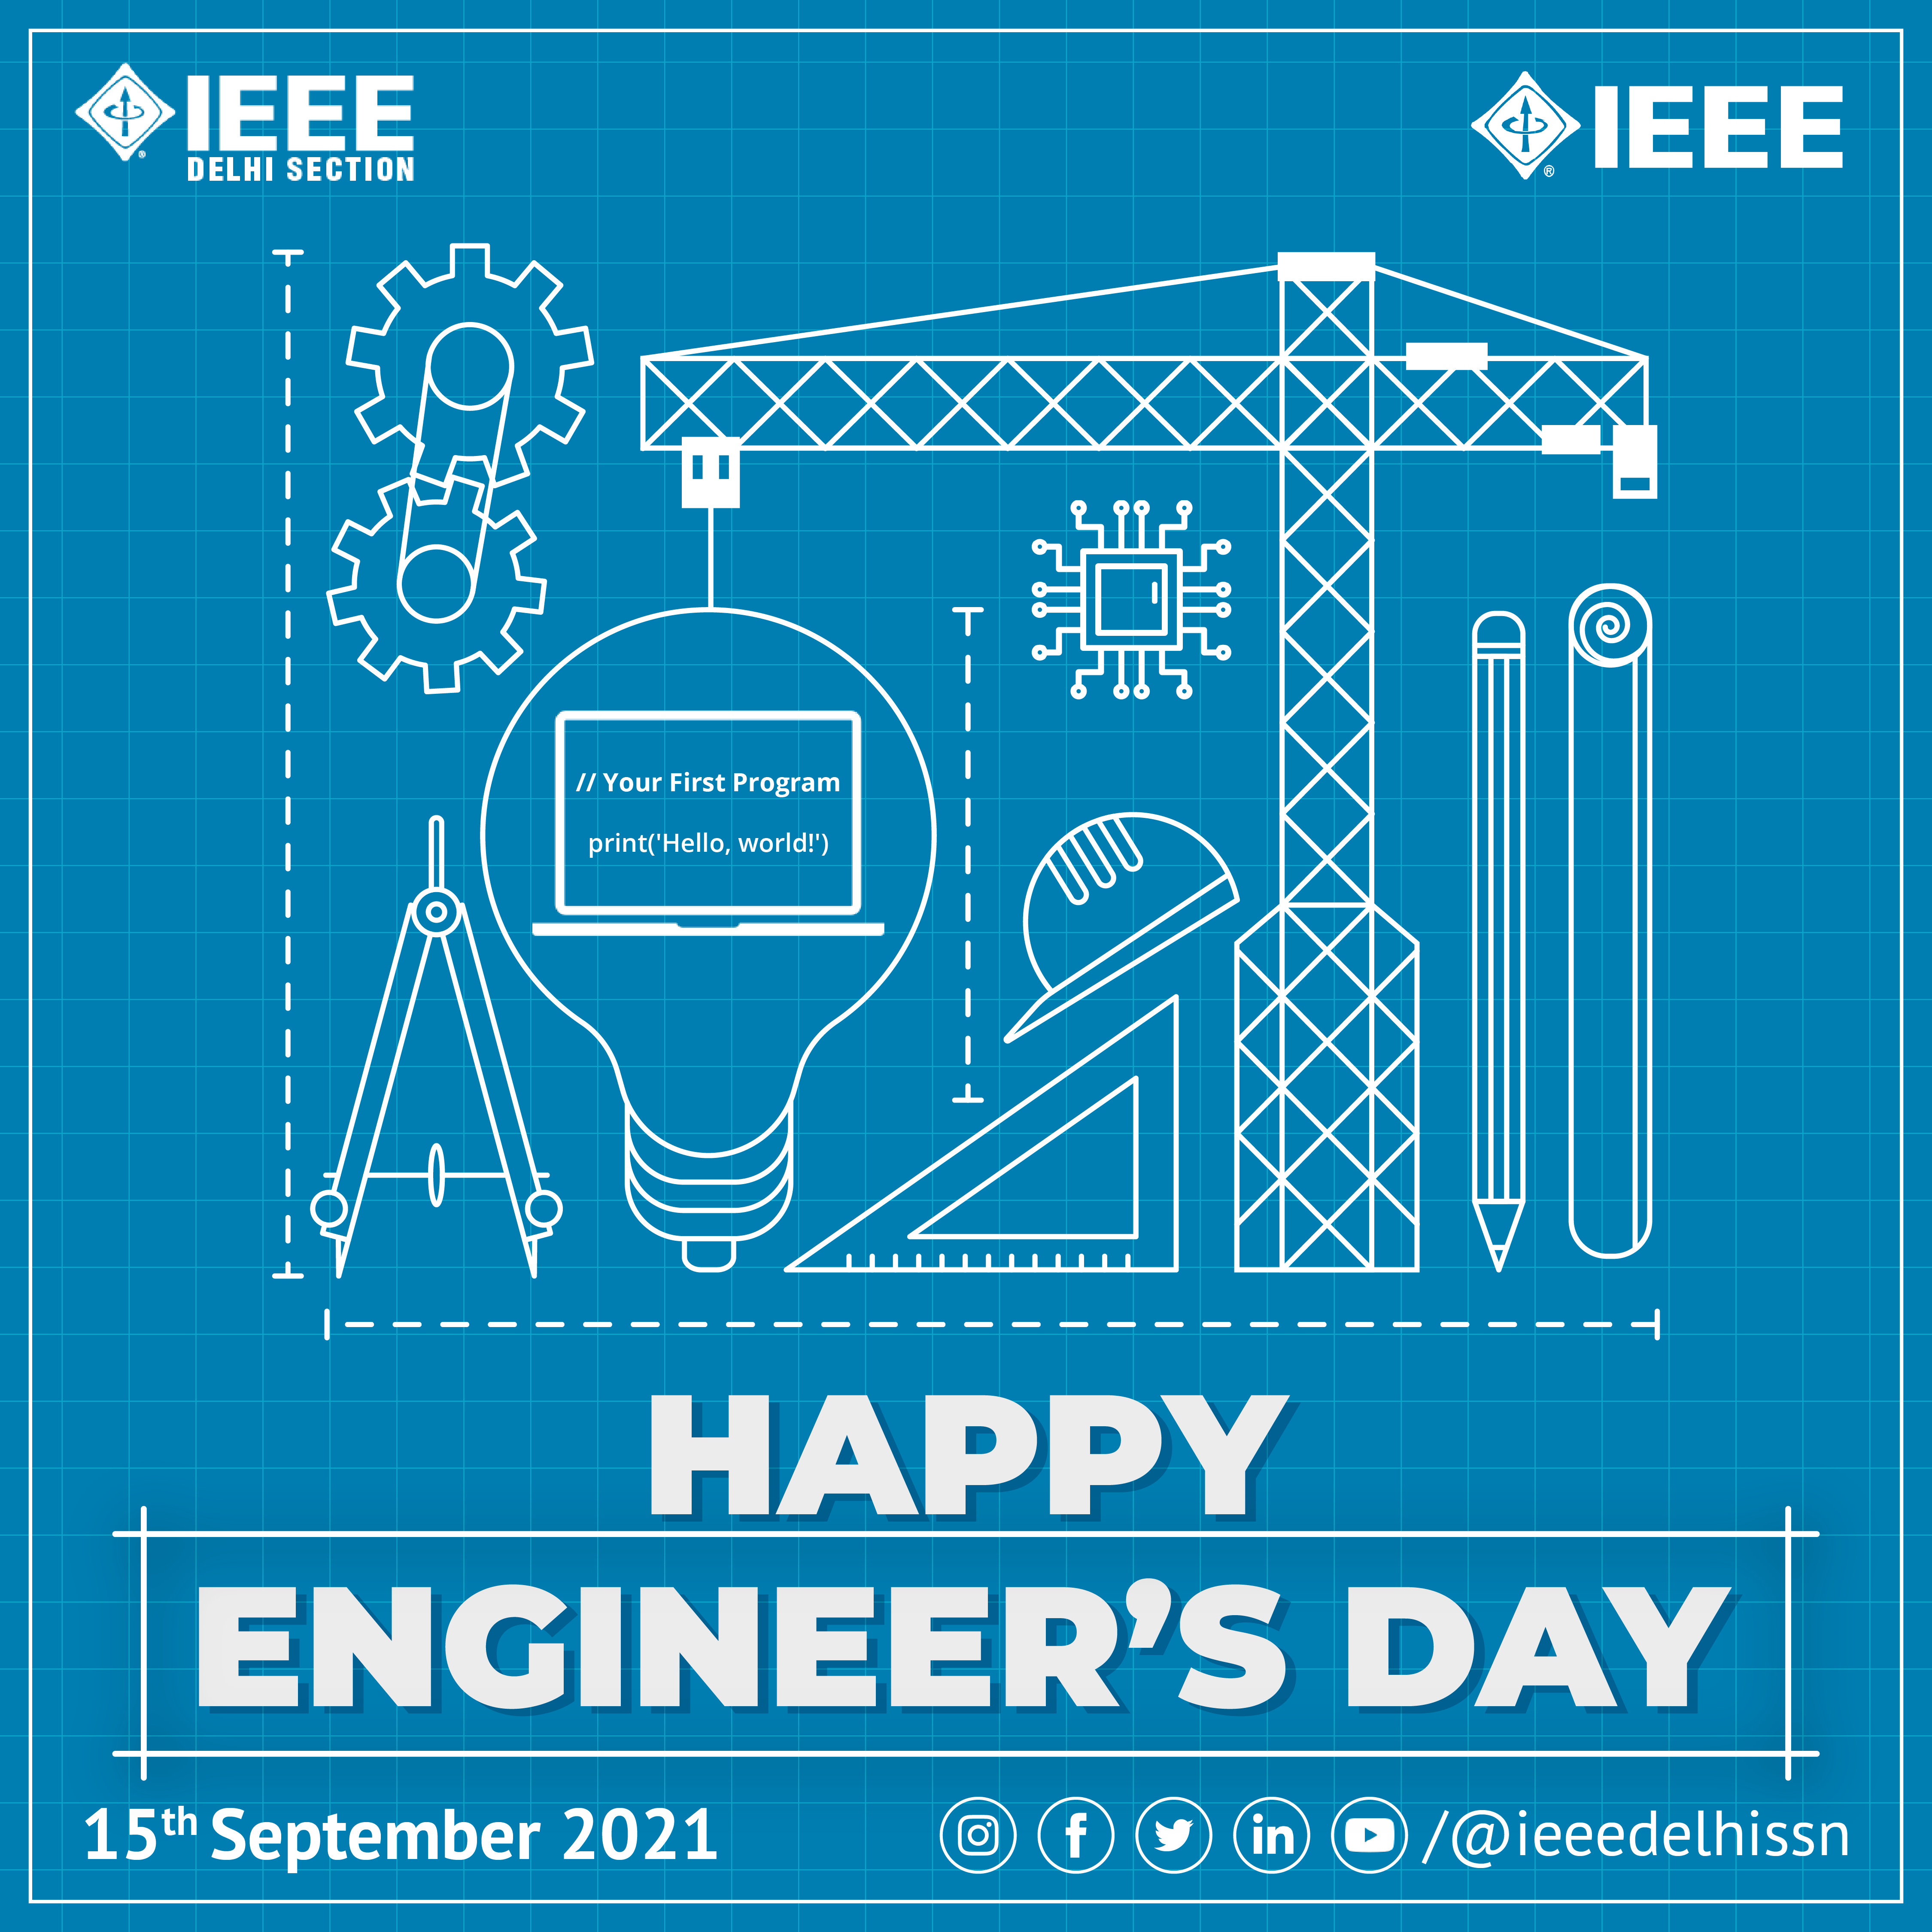 IEEE
DELHI SECTION
IEEE
// Your First Program
print('Hello, world!')
HAPPY
ENGINEER’S DAY
15th September 2021
/@ieeedelhissn